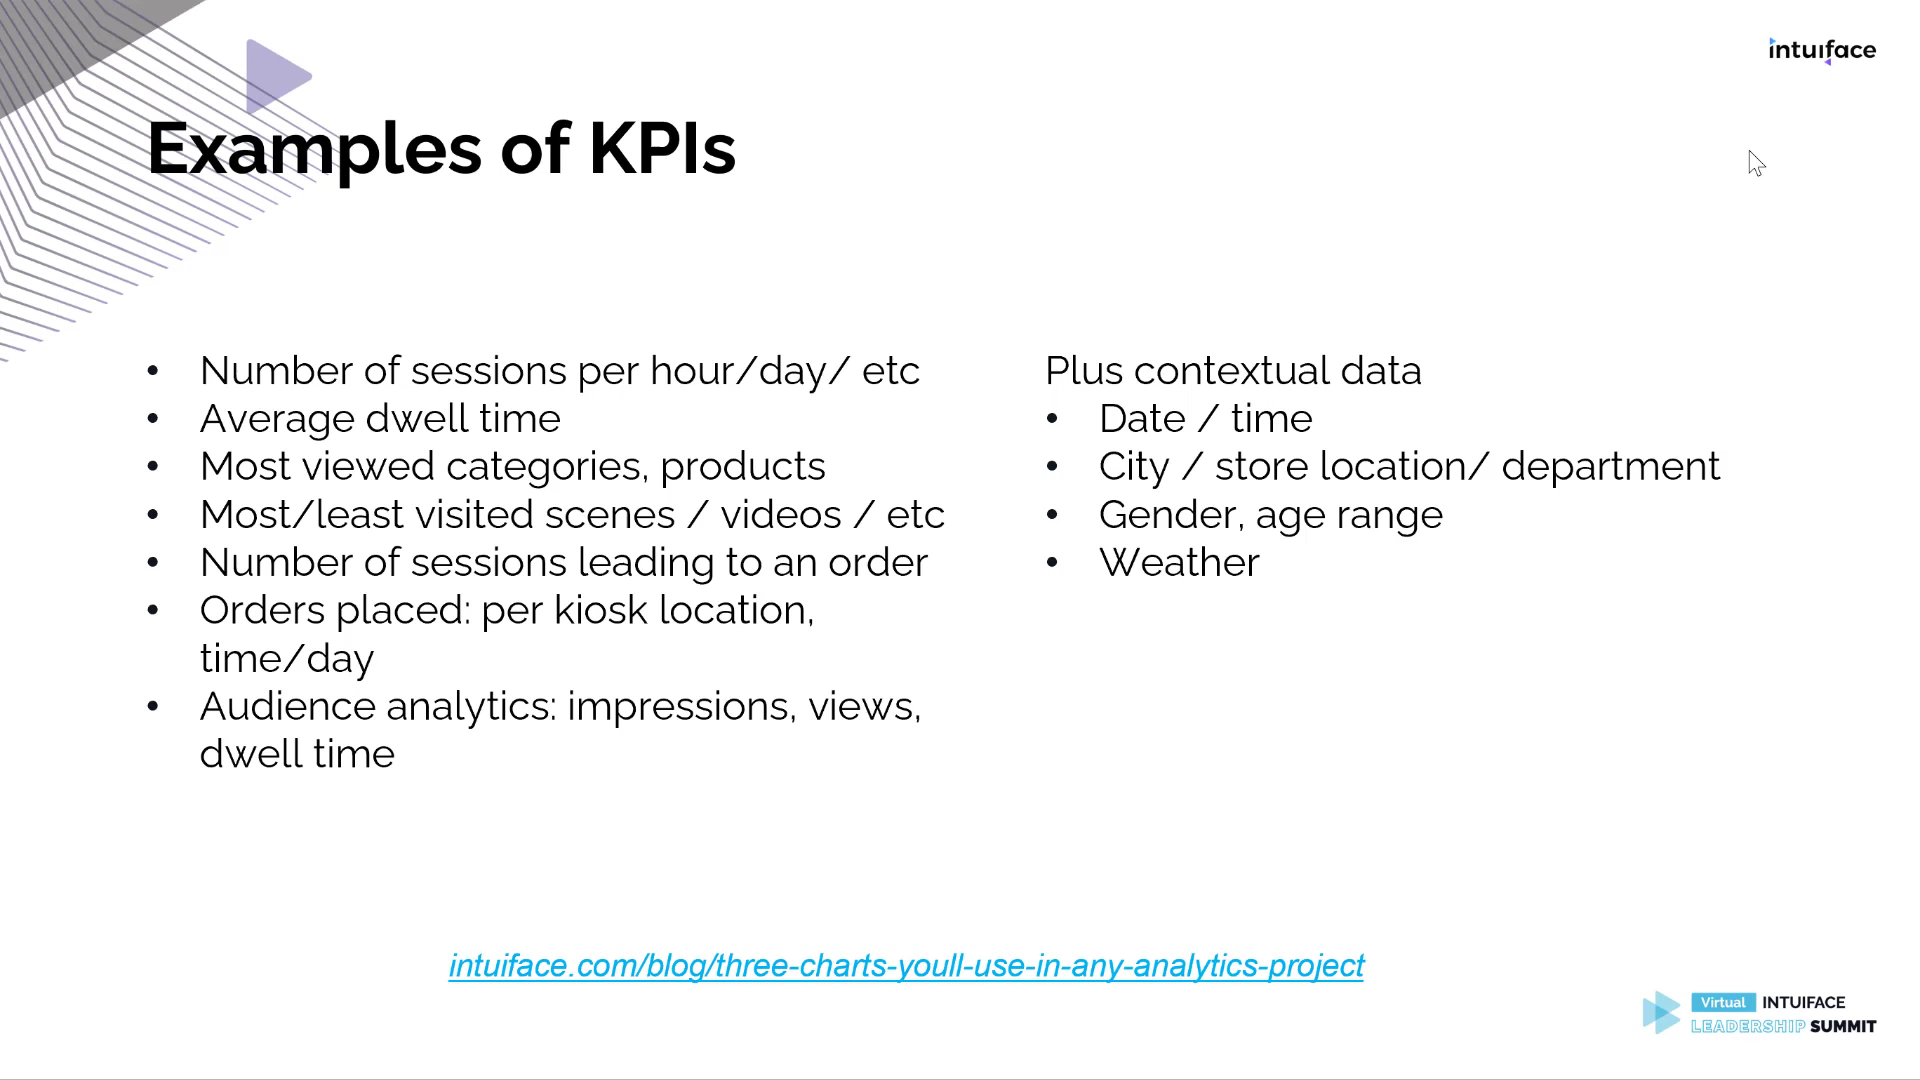 intuiface
Examples of KPIs
• Number of sessions per hour/day/ etc
• Average dwell time
• Most viewed categories, products
• Most/least visited scenes / videos / etc
• Number of sessions leading to an order
• Orders placed: per kiosk location,
time/day
• Audience analytics: impressions, views,
dwell time
Plus contextual data
• Date / time
• City / store location/ department
• Gender, age range
• Weather
intuiface.com/blog/three-charts-youll-use-in-any-analytics-project
Virtual INTUIFACE
LEADERSHIP SUMMIT